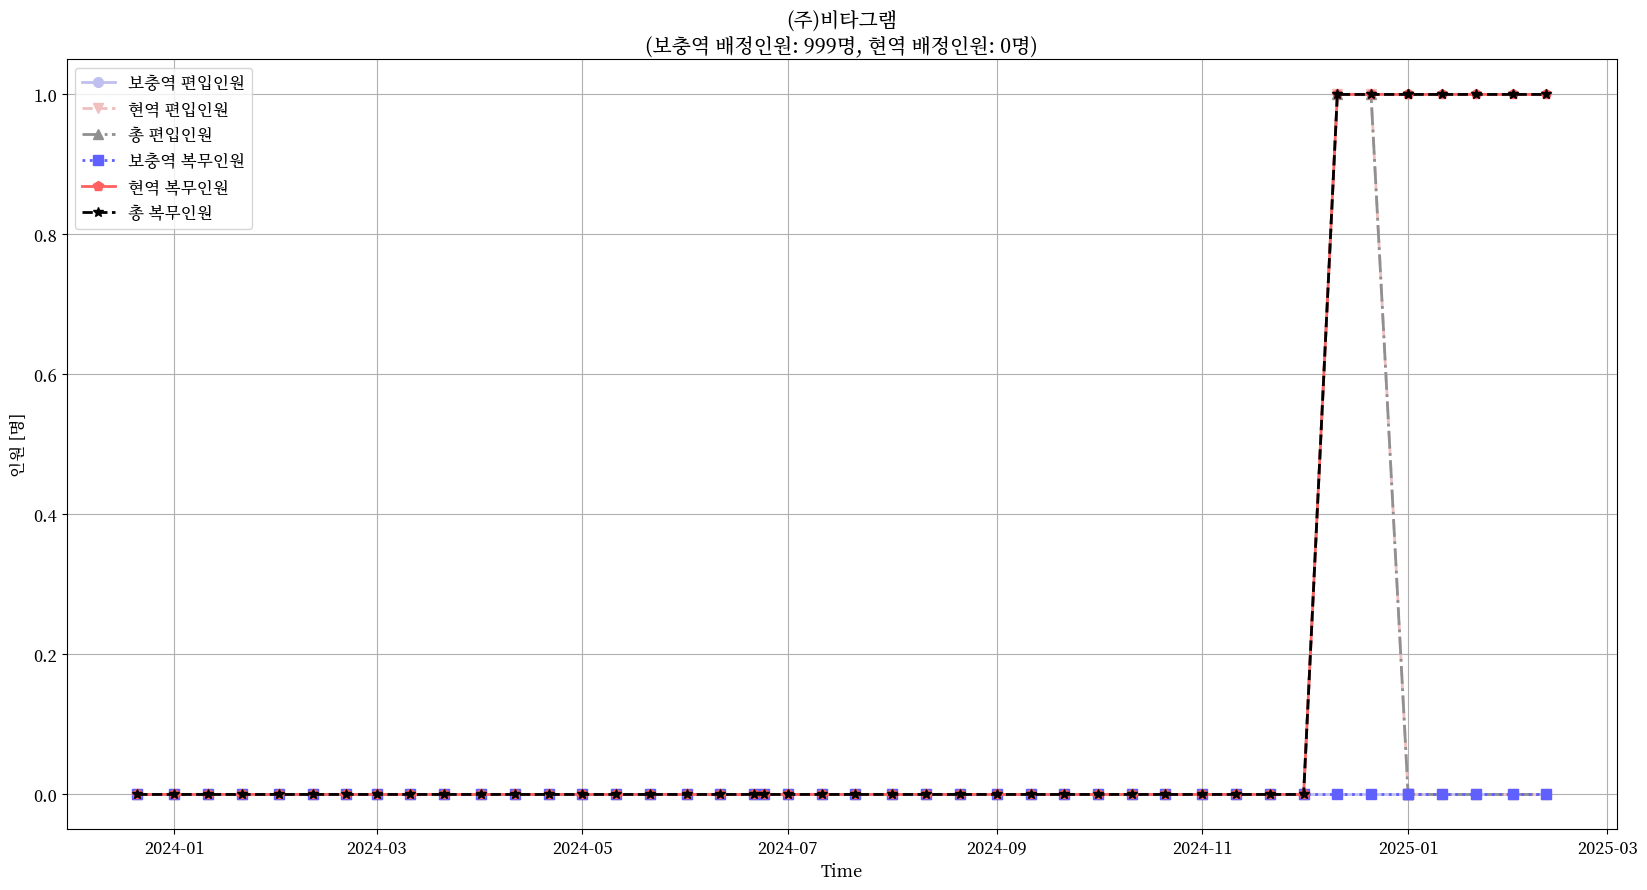 (주)비타그램
(보충역 배정인원: 999명, 현역 배정인원: 0명)
보충역 편입인원
현역 편입인원
총 편입인원
보충역 복무인원
현역 복무인원
총 복무인원
1.0
0.8
0.6
0.4
0.2
0.0
인원 [명]
2024-01
2024-03
2024-05
2024-07
2024-09
2024-11
2025-01
2025-03
Time